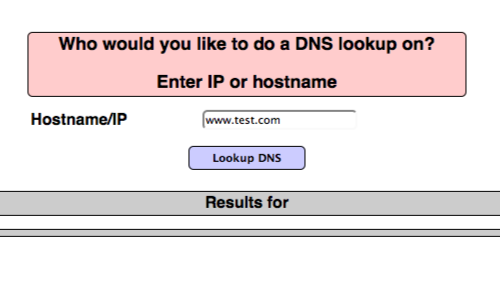 Who would you like to do a DNS lookup on?
Enter IP or hostname
Hostname/IP www.test.com
Lookup DNS
Results for